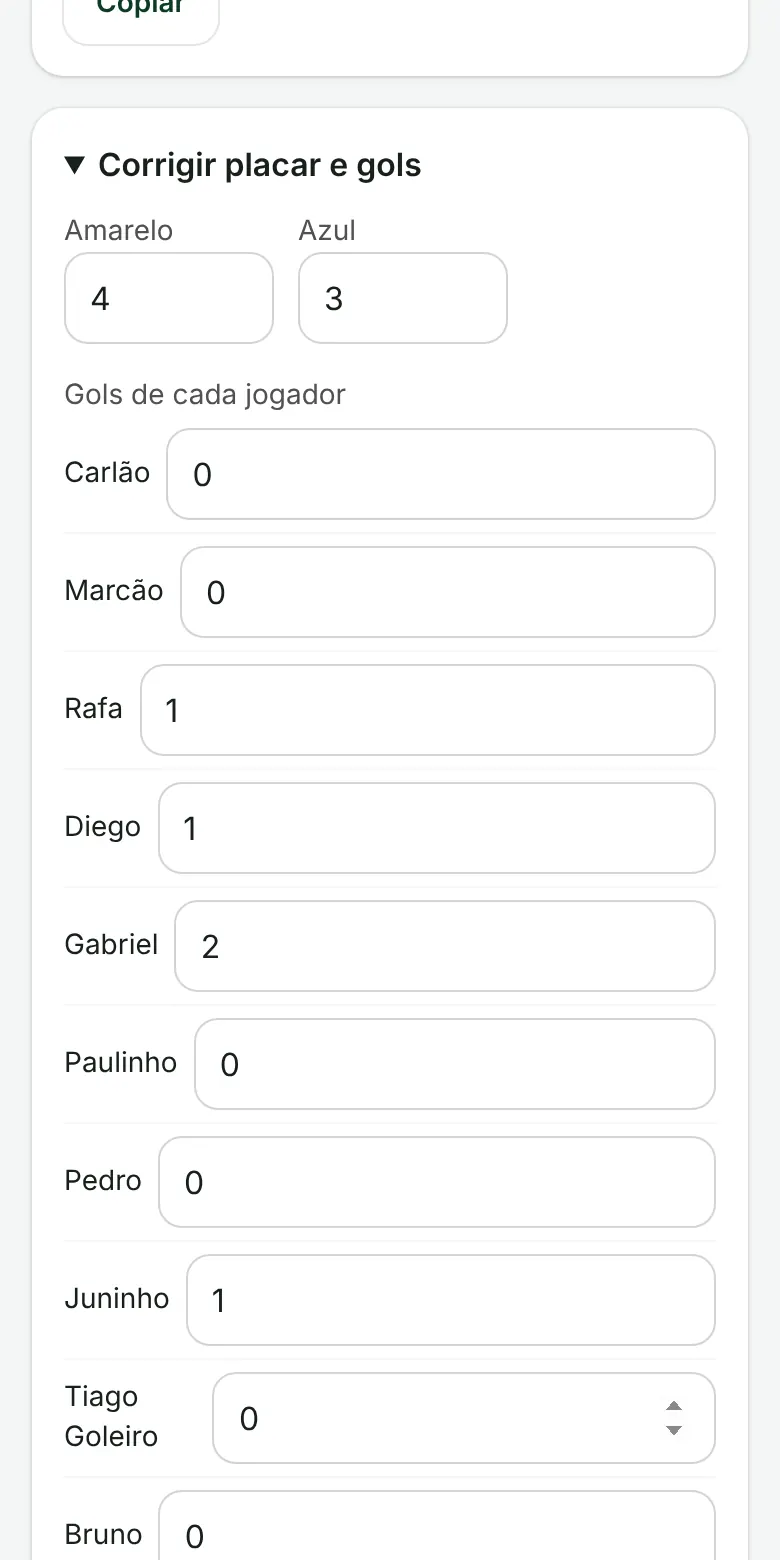 Copiar
▼ Corrigir placar e gols
Amarelo Azul
4 3
Gols de cada jogador
Carlão 0
Marcão 0
Rafa 1
Diego 1
Gabriel 2
Paulinho 0
Pedro 0
Juninho 1
Tiago
Goleiro 0
Bruno 0